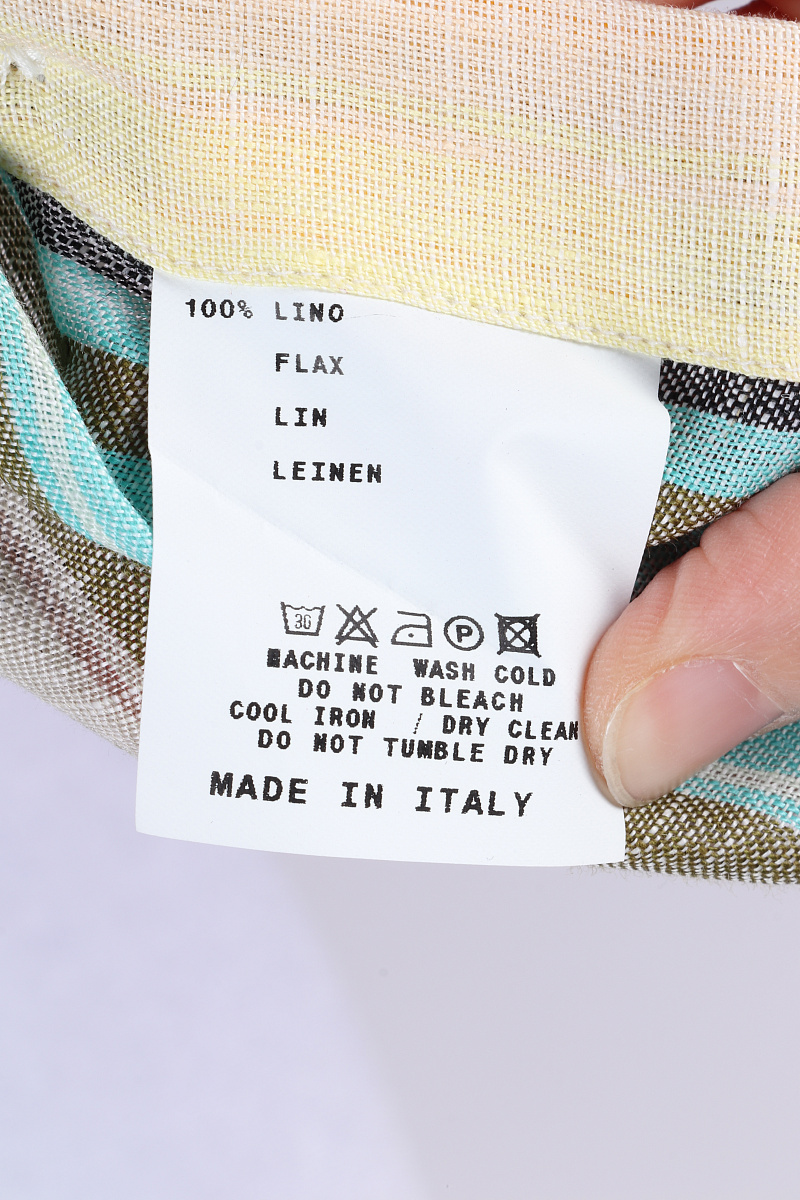 100% LINO
FLAX
LIN
LEINEN
30 P
MACHINE WASH COLD
DO NOT BLEACH
COOL IRON / DRY CLEAN
DO NOT TUMBLE DRY
MADE IN ITALY